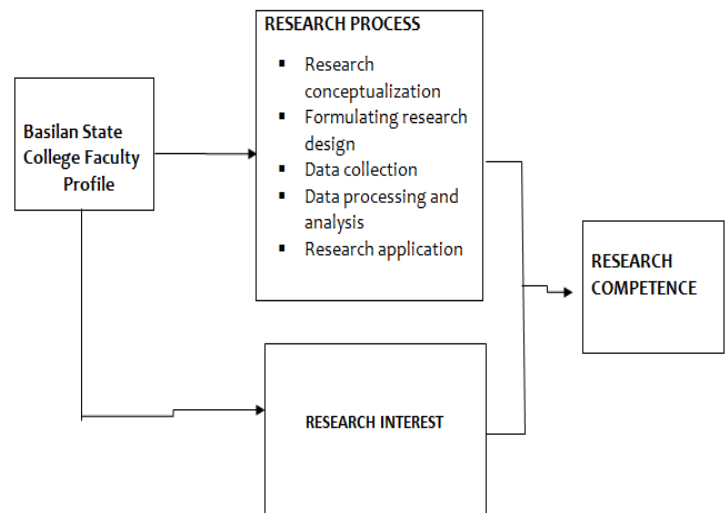 RESEARCH PROCESS
▪ Research
conceptualization
▪ Formulating research
design
▪ Data collection
▪ Data processing and
analysis
▪ Research application
Basilan State
College Faculty
Profile
RESEARCH
COMPETENCE
RESEARCH INTEREST